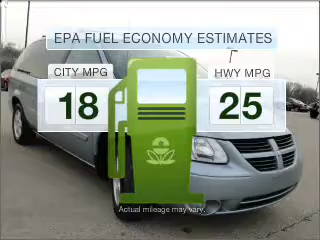 EPA FUEL ECONOMY ESTIMATES
CITY MPG
HWY MPG
18
25
Actual mileage may vary.